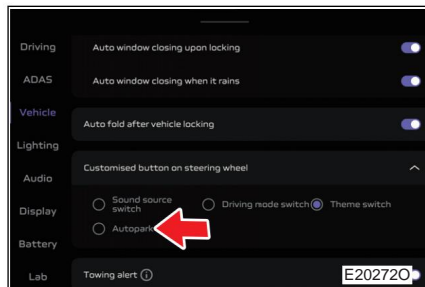 Driving
Auto window closing upon locking
ADAS
Auto window closing when it rains
Vehicle
Auto fold after vehicle locking
Lighting
Customised button on steering wheel
Audio
Sound source switch
Driving mode switch
Theme switch
Display
Autopark
Battery
Lab
Towing alert
E20272O